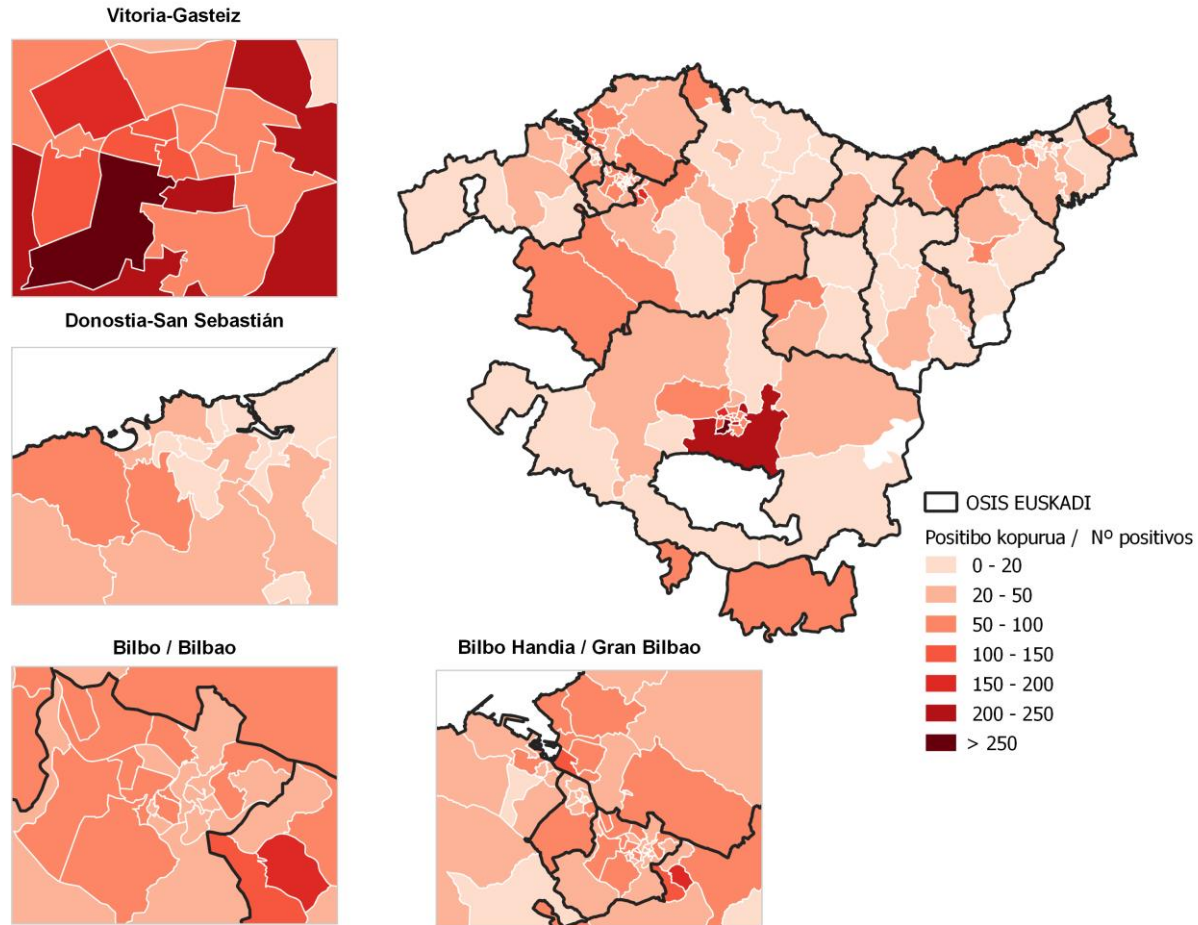 Vitoria-Gasteiz
Donostia-San Sebastián
Bilbo / Bilbao
Bilbo Handia / Gran Bilbao
OSIS EUSKADI
Positibo kopurua / Nº positivos
0 - 20
20 - 50
50 - 100
100 - 150
150 - 200
200 - 250
> 250